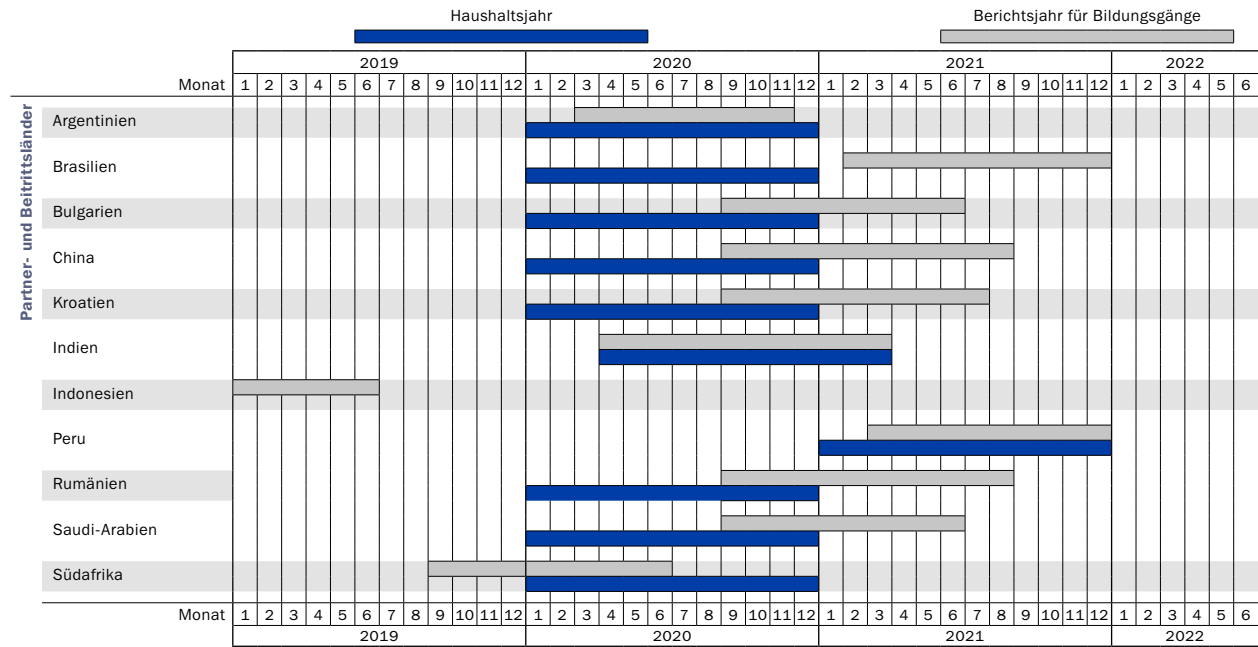 Haushaltsjahr Berichtsjahr für Bildungsgänge
2019 2020 2021 2022
Monat 1 2 3 4 5 6 7 8 9 10 11 12 1 2 3 4 5 6 7 8 9 10 11 12 1 2 3 4 5 6 7 8 9 10 11 12 1 2 3 4 5 6
Partner- und Beitrittsländer
Argentinien
Brasilien
Bulgarien
China
Kroatien
Indien
Indonesien
Peru
Rumänien
Saudi-Arabien
Südafrika
Monat 1 2 3 4 5 6 7 8 9 10 11 12 1 2 3 4 5 6 7 8 9 10 11 12 1 2 3 4 5 6 7 8 9 10 11 12 1 2 3 4 5 6
2019 2020 2021 2022